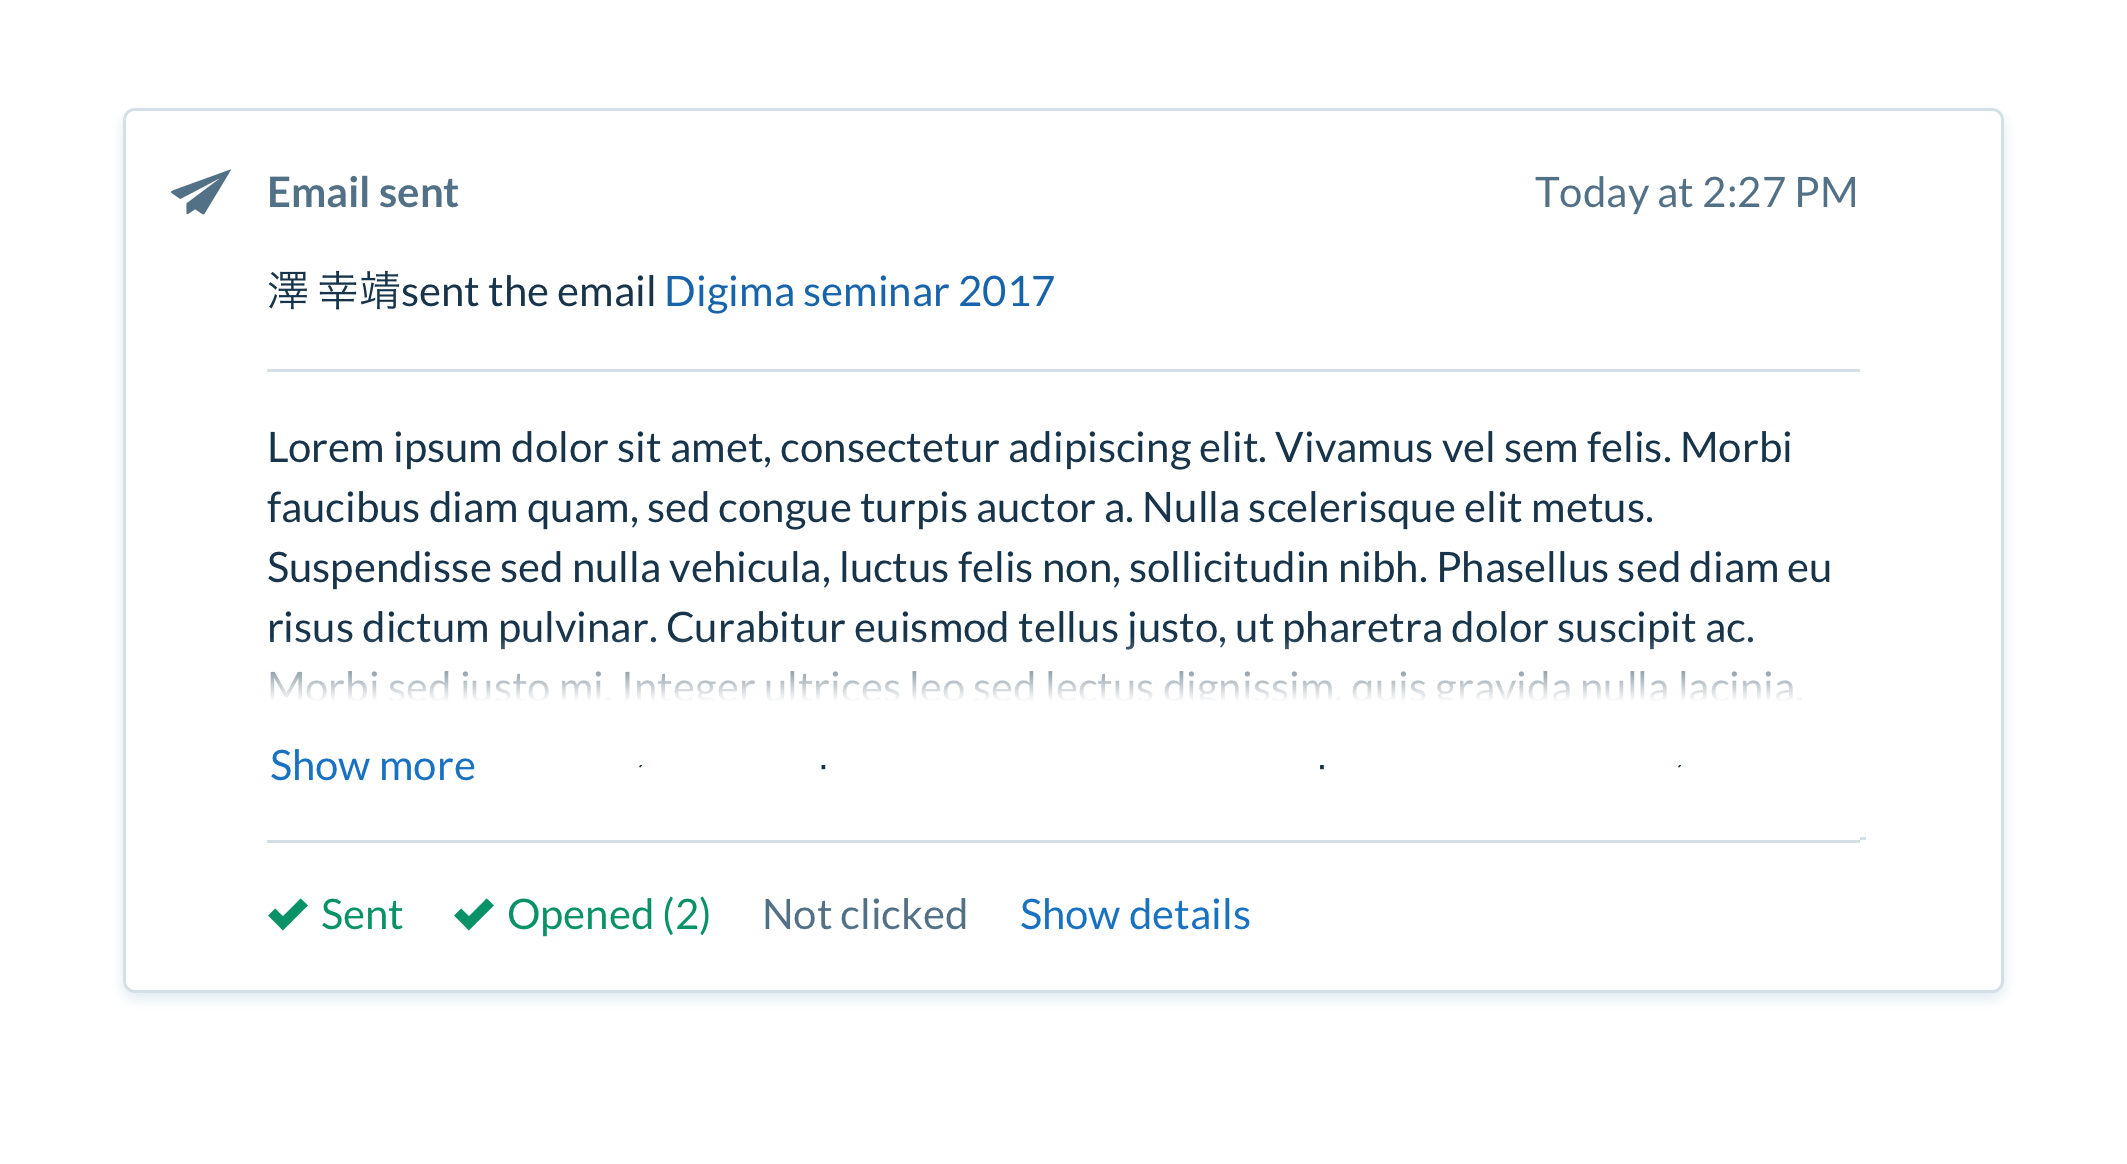 Email sent
Today at 2:27 PM
澤 幸靖sent the email Digima seminar 2017
Lorem ipsum dolor sit amet, consectetur adipiscing elit. Vivamus vel sem felis. Morbi
faucibus diam quam, sed congue turpis auctor a. Nulla scelerisque elit metus.
Suspendisse sed nulla vehicula, luctus felis non, sollicitudin nibh. Phasellus sed diam eu
risus dictum pulvinar. Curabitur euismod tellus justo, ut pharetra dolor suscipit ac.
Morbi sed justo mi. Integer ultrices leo sed lectus dignissim, quis gravida nulla lacinia.
Show more
Sent Opened (2) Not clicked Show details